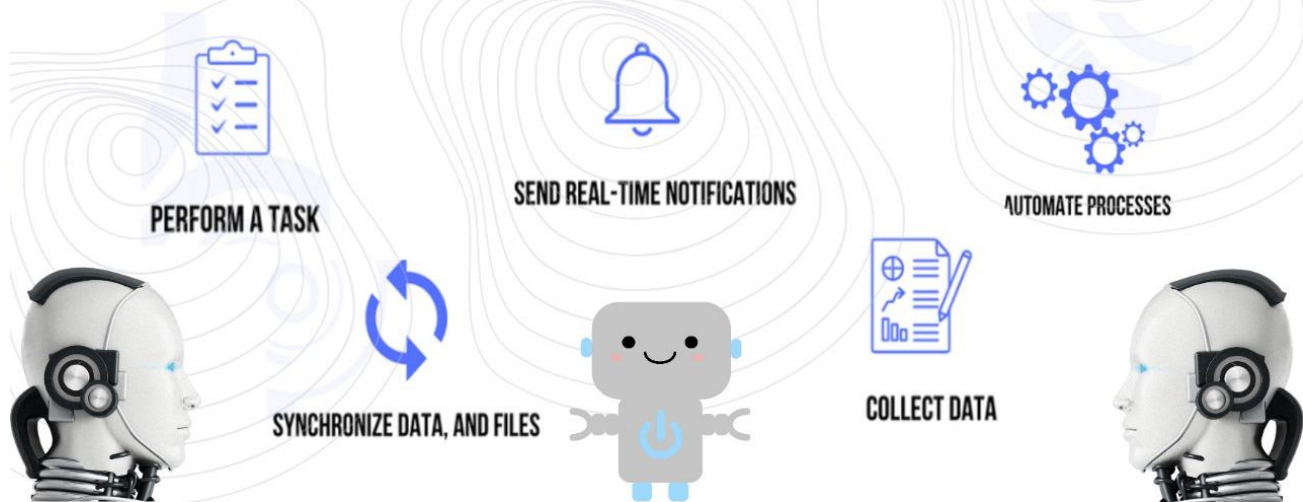 PERFORM A TASK
SEND REAL-TIME NOTIFICATIONS
AUTOMATE PROCESSES
SYNCHRONIZE DATA, AND FILES
COLLECT DATA